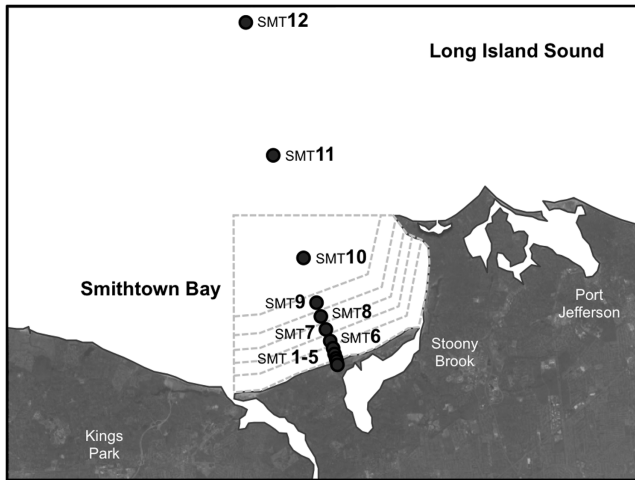 SMT12
Long Island Sound
SMT11
SMT10
Smithtown Bay
SMT9
SMT8
Port
Jefferson
SMT7
SMT6
SMT 1-5
Stoony
Brook
Kings
Park